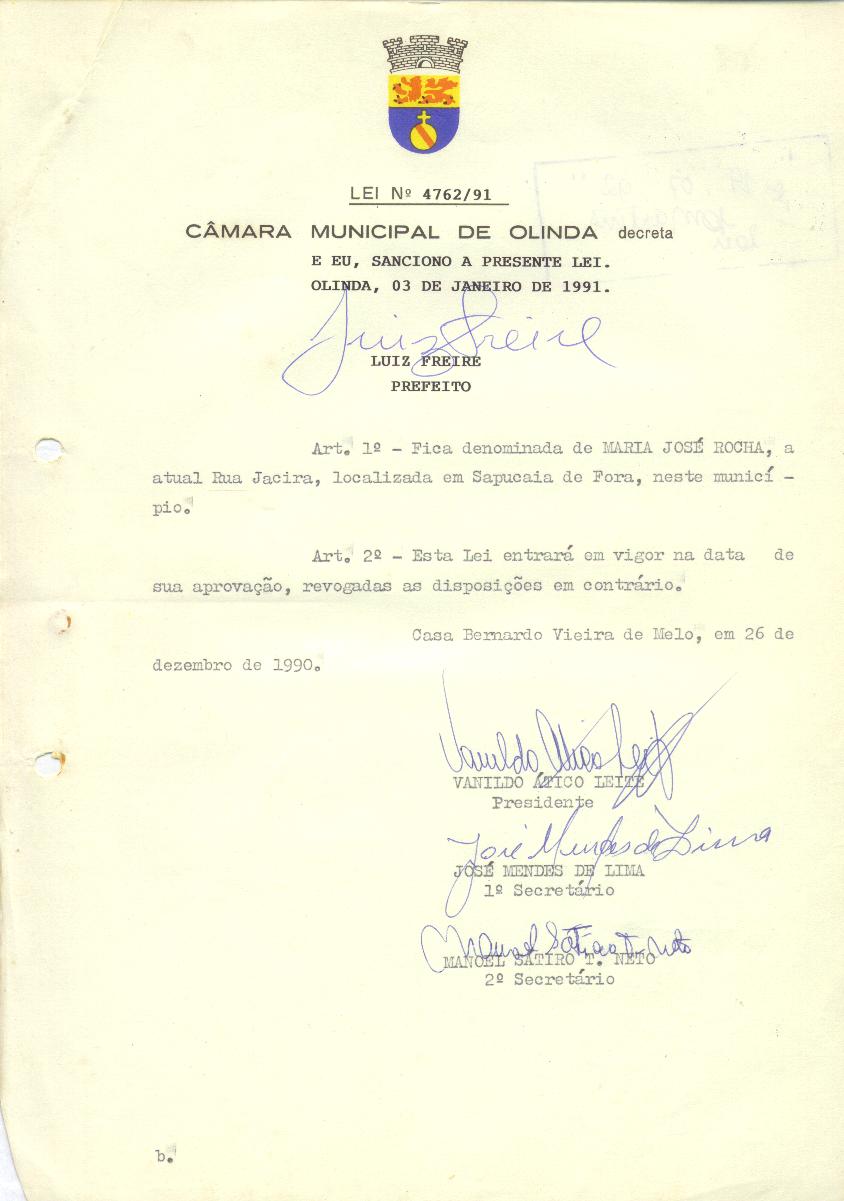 LEI Nº 4762/91
CÂMARA MUNICIPAL DE OLINDA decreta
E EU, SANCIONO A PRESENTE LEI.
OLINDA, 03 DE JANEIRO DE 1991.
Luiz Freire
LUIZ FREIRE
PREFEITO
Art. 1º - Fica denominada de MARIA JOSÉ ROCHA, a
atual Rua Jacira, localizada em Sapucaia de Fora, neste municí -
pio.
Art. 2º - Esta Lei entrará em vigor na data de
sua aprovação, revogadas as disposições em contrário.
Casa Bernardo Vieira de Melo, em 26 de
dezembro de 1990.
Vanildo Ático Leite
VANILDO ÁTICO LEITE
Presidente
José Mendes de Lima
JOSÉ MENDES DE LIMA
1º Secretário
Manoel Sátiro T. Neto
MANOEL SATIRO T. NETO
2º Secretário
b.